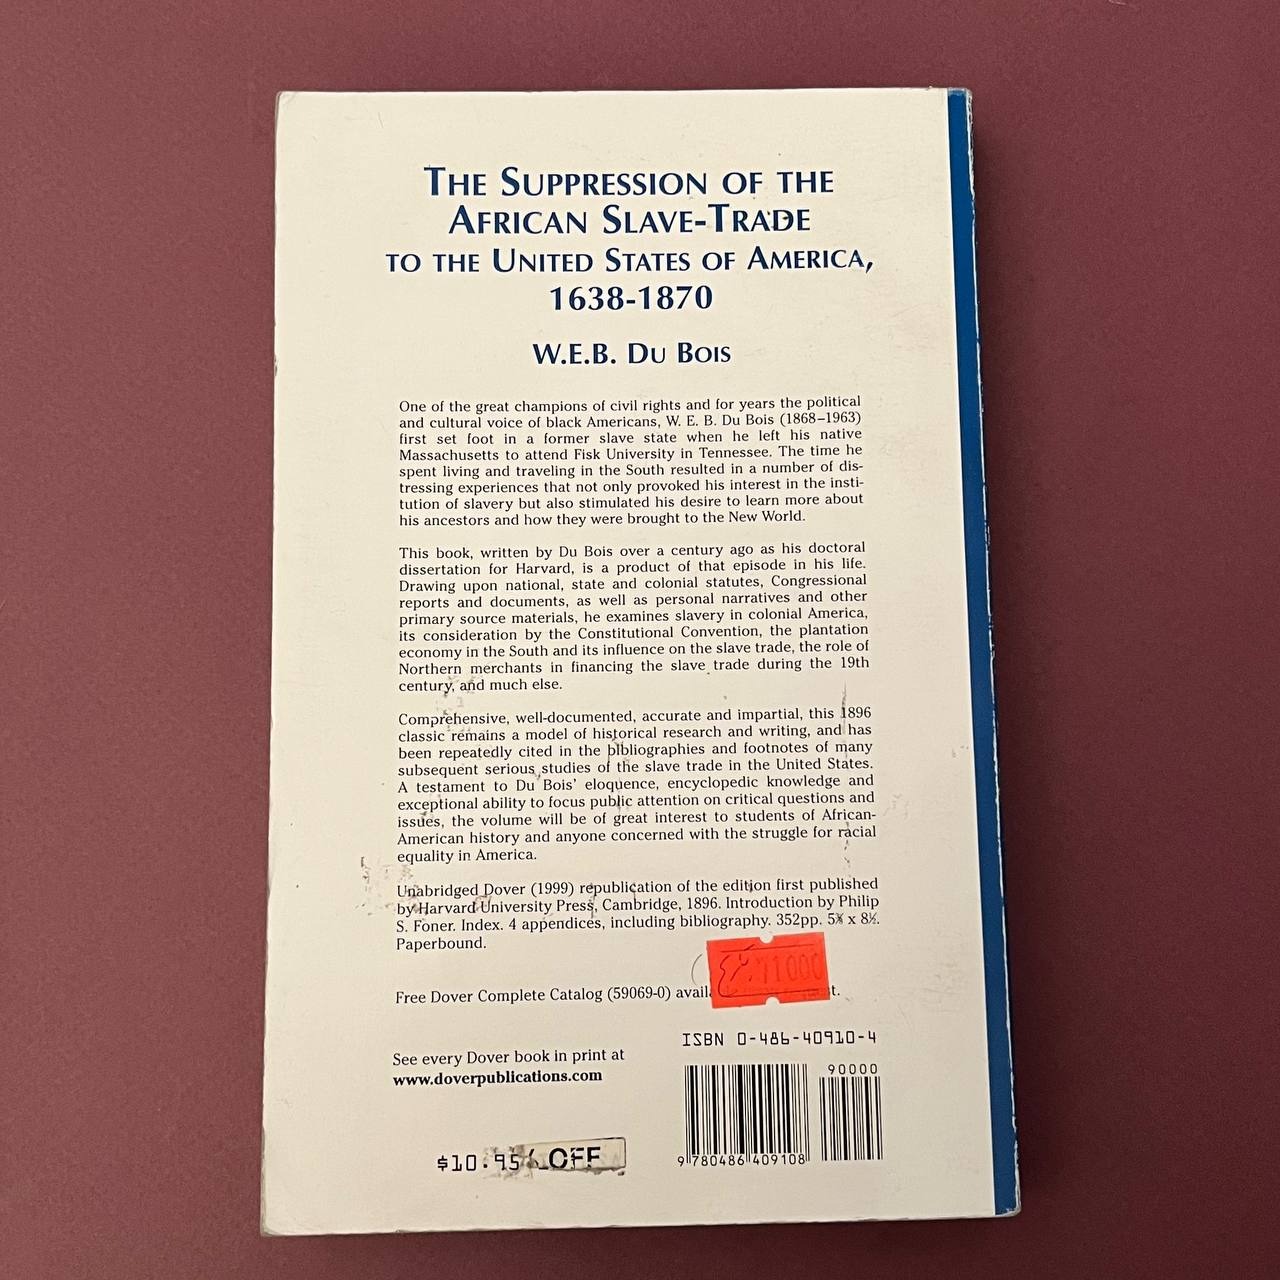 THE SUPPRESSION OF THE
AFRICAN SLAVE-TRADE
TO THE UNITED STATES OF AMERICA,
1638-1870
W.E.B. DU BOIS
One of the great champions of civil rights and for years the political
and cultural voice of black Americans, W. E. B. Du Bois (1868–1963)
first set foot in a former slave state when he left his native
Massachusetts to attend Fisk University in Tennessee. The time he
spent living and traveling in the South resulted in a number of dis-
tressing experiences that not only provoked his interest in the insti-
tution of slavery but also stimulated his desire to learn more about
his ancestors and how they were brought to the New World.
This book, written by Du Bois over a century ago as his doctoral
dissertation for Harvard, is a product of that episode in his life.
Drawing upon national, state and colonial statutes, Congressional
reports and documents, as well as personal narratives and other
primary source materials, he examines slavery in colonial America,
its consideration by the Constitutional Convention, the plantation
economy in the South and its influence on the slave trade, the role of
Northern merchants in financing the slave trade during the 19th
century, and much else.
Comprehensive, well-documented, accurate and impartial, this 1896
classic remains a model of historical research and writing, and has
been repeatedly cited in the bibliographies and footnotes of many
subsequent serious studies of the slave trade in the United States.
A testament to Du Bois' eloquence, encyclopedic knowledge and
exceptional ability to focus public attention on critical questions and
issues, the volume will be of great interest to students of African-
American history and anyone concerned with the struggle for racial
equality in America.
Unabridged Dover (1999) republication of the edition first published
by Harvard University Press, Cambridge, 1896. Introduction by Philip
S. Foner. Index. 4 appendices, including bibliography. 352pp. 5⅜ x 8½.
Paperbound.
71000
Free Dover Complete Catalog (59069-0)
ISBN 0-486-40910-4
See every Dover book in print at
www.doverpublications.com
90000
9 780486 409108
$10.95 OFF